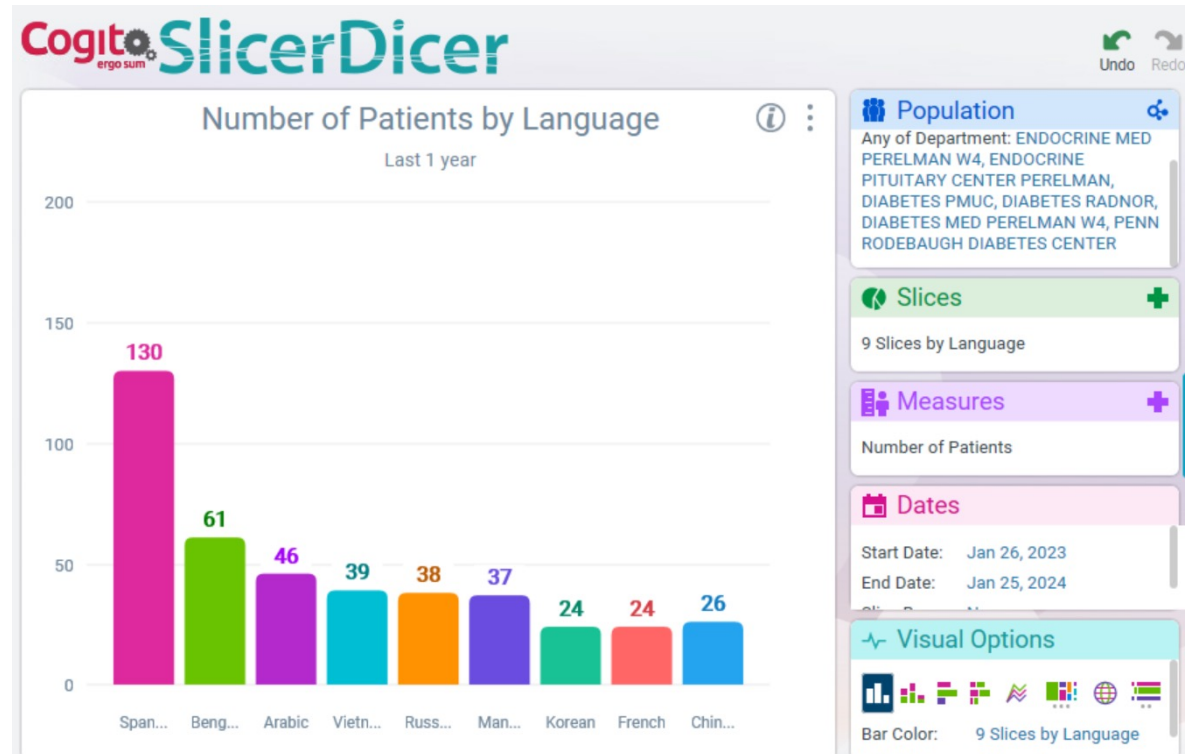 Cogito
ergo sum
SlicerDicer
Undo
Redo
Number of Patients by Language
Last 1 year
200
150
100
50
0
130
61
46
39
38
37
24
24
26
Span...
Beng...
Arabic
Vietn...
Russ...
Man...
Korean
French
Chin...
Population
Any of Department: ENDOCRINE MED
PERELMAN W4, ENDOCRINE
PITUITARY CENTER PERELMAN,
DIABETES PMUC, DIABETES RADNOR,
DIABETES MED PERELMAN W4, PENN
RODEBAUGH DIABETES CENTER
Slices
9 Slices by Language
Measures
Number of Patients
Dates
Start Date: Jan 26, 2023
End Date: Jan 25, 2024
Visual Options
Bar Color: 9 Slices by Language